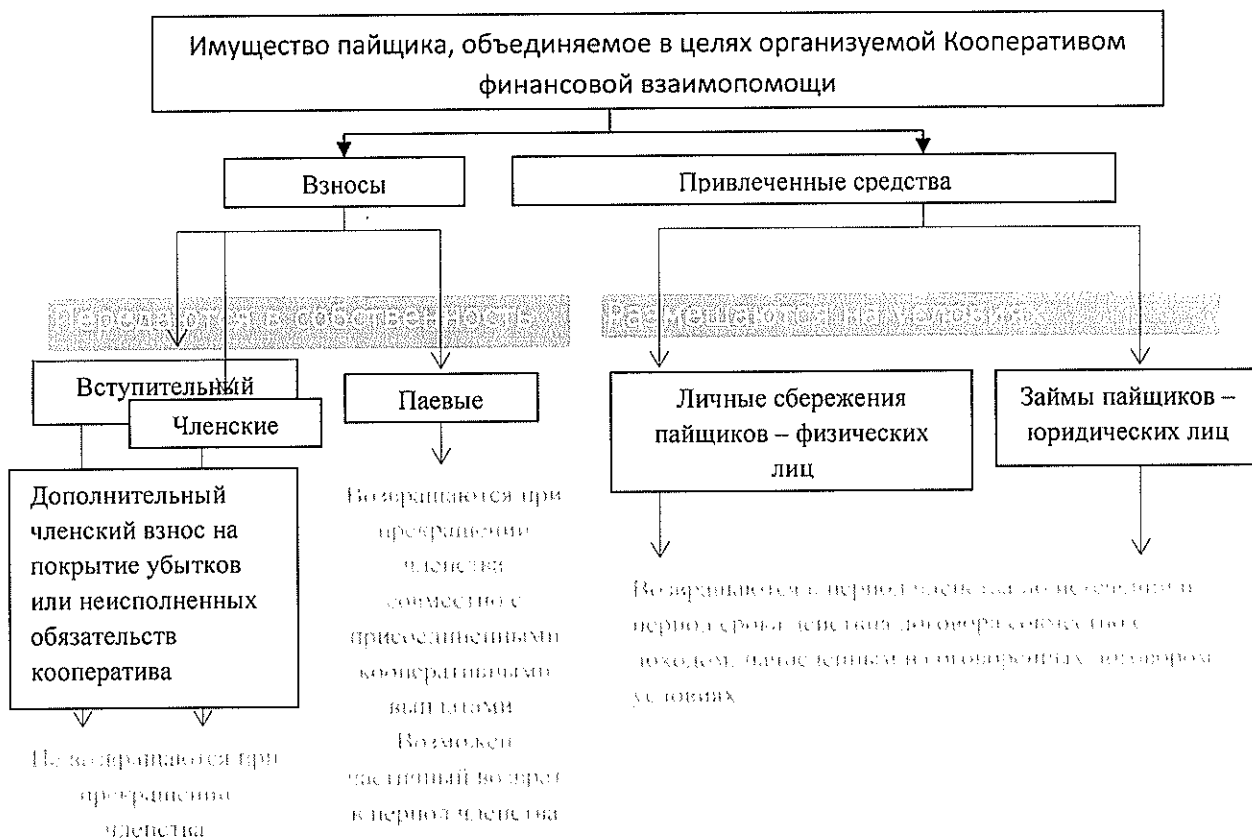 Имущество пайщика, объединяемое в целях организуемой Кооперативом
финансовой взаимопомощи
Взносы
Привлеченные средства
Передаются в собственность
Размещаются на условиях
Вступительный
Членские
Паевые
Личные сбережения
пайщиков – физических
лиц
Займы пайщиков –
юридических лиц
Дополнительный
членский взнос на
покрытие убытков
или неисполненных
обязательств
кооператива
Не возвращаются при
прекращении
членства
Возвращаются при
прекращении
членства
совместно с
присоединенными
кооперативными
выплатами
Возможен
частичный возврат
в период членства
Возвращаются в период членства по истечении и
период срока действия договора совместно с
доходом, начисленным на оговоренных договором
условиях